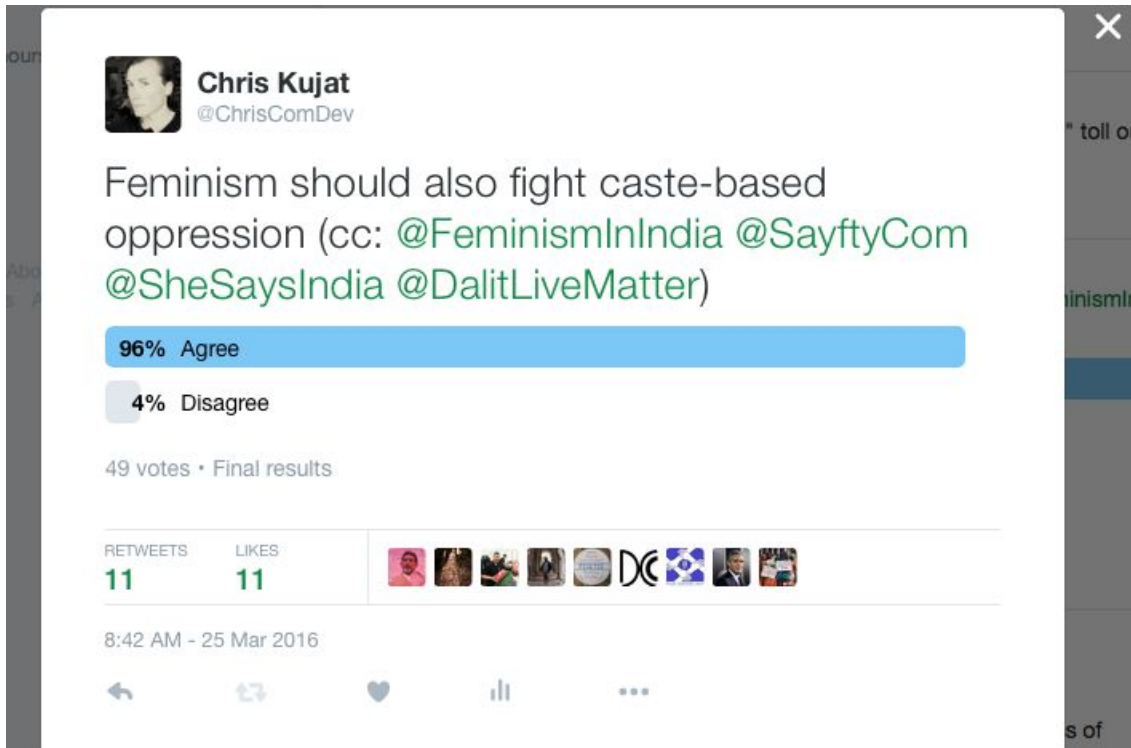 Chris Kujat
@ChrisComDev
" toll o
Feminism should also fight caste-based
oppression (cc: @FeminismInIndia @SayftyCom
@SheSaysIndia @DalitLiveMatter)
96% Agree
4% Disagree
49 votes • Final results
RETWEETS LIKES
11 11
8:42 AM - 25 Mar 2016
s of